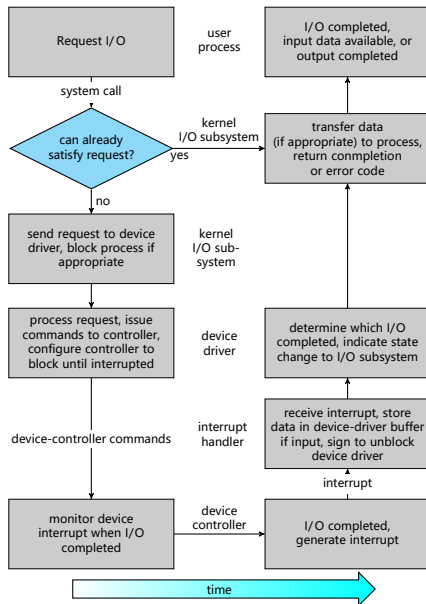 Request I/O
user
process
I/O completed,
input data available, or
output completed
system call
can already
satisfy request?
yes
no
kernel
I/O subsystem
transfer data
(if appropriate) to process,
return conmpletion
or error code
send request to device
driver, block process if
appropriate
kernel
I/O sub-
system
process request, issue
commands to controller,
configure controller to
block until interrupted
device
driver
determine which I/O
completed, indicate state
change to I/O subsystem
device-controller commands
interrupt
handler
receive interrupt, store
data in device-driver buffer
if input, sign to unblock
device driver
interrupt
monitor device
interrupt when I/O
completed
device
controller
I/O completed,
generate interrupt
time